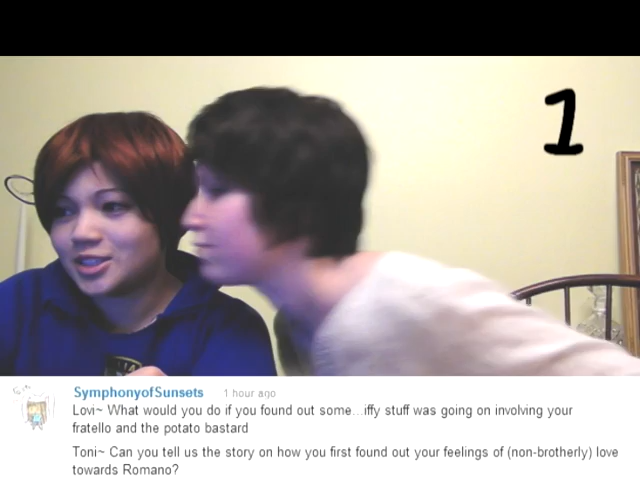 1
SymphonyofSunsets 1 hour ago
Lovi~ What would you do if you found out some...iffy stuff was going on involving your
fratello and the potato bastard
Toni~ Can you tell us the story on how you first found out your feelings of (non-brotherly) love
towards Romano?